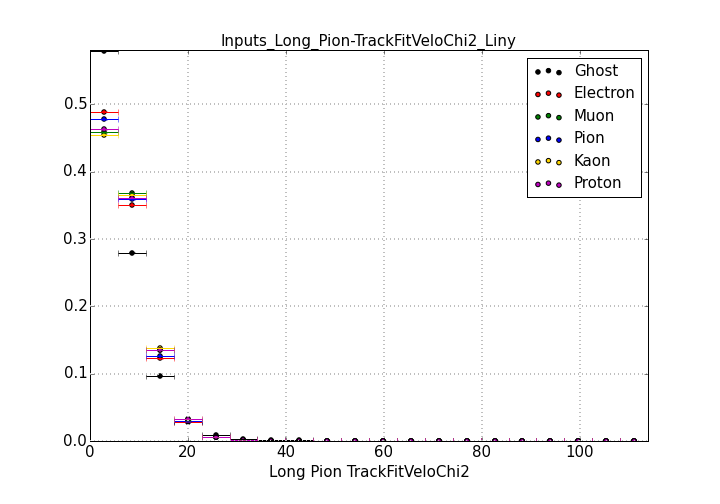 Inputs_Long_Pion-TrackFitVeloChi2_Liny
Ghost
Electron
Muon
Pion
Kaon
Proton
0.5
0.4
0.3
0.2
0.1
0.0
0 20 40 60 80 100
Long Pion TrackFitVeloChi2